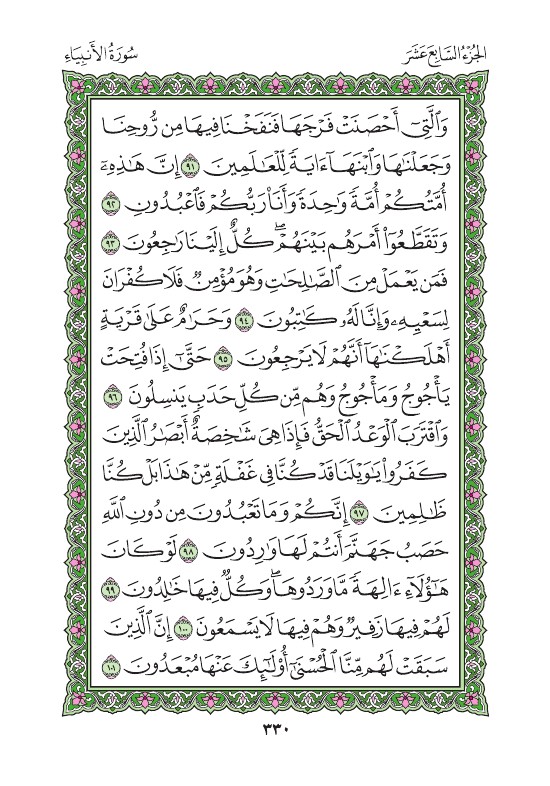 الجُزْءُ السَّابِعَ عَشَرَ
سُورَةُ الأَنبِيَاءِ
وَٱلَّتِيٓ أَحۡصَنَتۡ فَرۡجَهَا فَنَفَخۡنَا فِيهَا مِن رُّوحِنَا
وَجَعَلۡنَٰهَا وَٱبۡنَهَآ ءَايَةٗ لِّلۡعَٰلَمِينَ ٩١ إِنَّ هَٰذِهِۦٓ
أُمَّتُكُمۡ أُمَّةٗ وَٰحِدَةٗ وَأَنَا۠ رَبُّكُمۡ فَٱعۡبُدُونِ ٩٢
وَتَقَطَّعُوٓاْ أَمۡرَهُم بَيۡنَهُمۡۖ كُلٌّ إِلَيۡنَا رَٰجِعُونَ ٩٣
فَمَن يَعۡمَلۡ مِنَ ٱلصَّٰلِحَٰتِ وَهُوَ مُؤۡمِنٞ فَلَا كُفۡرَانَ
لِسَعۡيِهِۦ وَإِنَّا لَهُۥ كَٰتِبُونَ ٩٤ وَحَرَٰمٌ عَلَىٰ قَرۡيَةٍ
أَهۡلَكۡنَٰهَآ أَنَّهُمۡ لَا يَرۡجِعُونَ ٩٥ حَتَّىٰٓ إِذَا فُتِحَتۡ
يَأۡجُوجُ وَمَأۡجُوجُ وَهُم مِّن كُلِّ حَدَبٖ يَنسِلُونَ ٩٦
وَٱقۡتَرَبَ ٱلۡوَعۡدُ ٱلۡحَقُّ فَإِذَا هِيَ شَٰخِصَةٌ أَبۡصَٰرُ ٱلَّذِينَ
كَفَرُواْ يَٰوَيۡلَنَا قَدۡ كُنَّا فِي غَفۡلَةٖ مِّنۡ هَٰذَا بَلۡ كُنَّا
ظَٰلِمِينَ ٩٧ إِنَّكُمۡ وَمَا تَعۡبُدُونَ مِن دُونِ ٱللَّهِ
حَصَبُ جَهَنَّمَ أَنتُمۡ لَهَا وَٰرِدُونَ ٩٨ لَوۡ كَانَ
هَٰٓؤُلَآءِ ءَالِهَةٗ مَّا وَرَدُوهَاۖ وَكُلّٞ فِيهَا خَٰلِدُونَ ٩٩
لَهُمۡ فِيهَا زَفِيرٞ وَهُمۡ فِيهَا لَا يَسۡمَعُونَ ١٠٠ إِنَّ ٱلَّذِينَ
سَبَقَتۡ لَهُم مِّنَّا ٱلۡحُسۡنَىٰٓ أُوْلَٰٓئِكَ عَنۡهَا مُبۡعَدُونَ ١٠١
٣٣٠